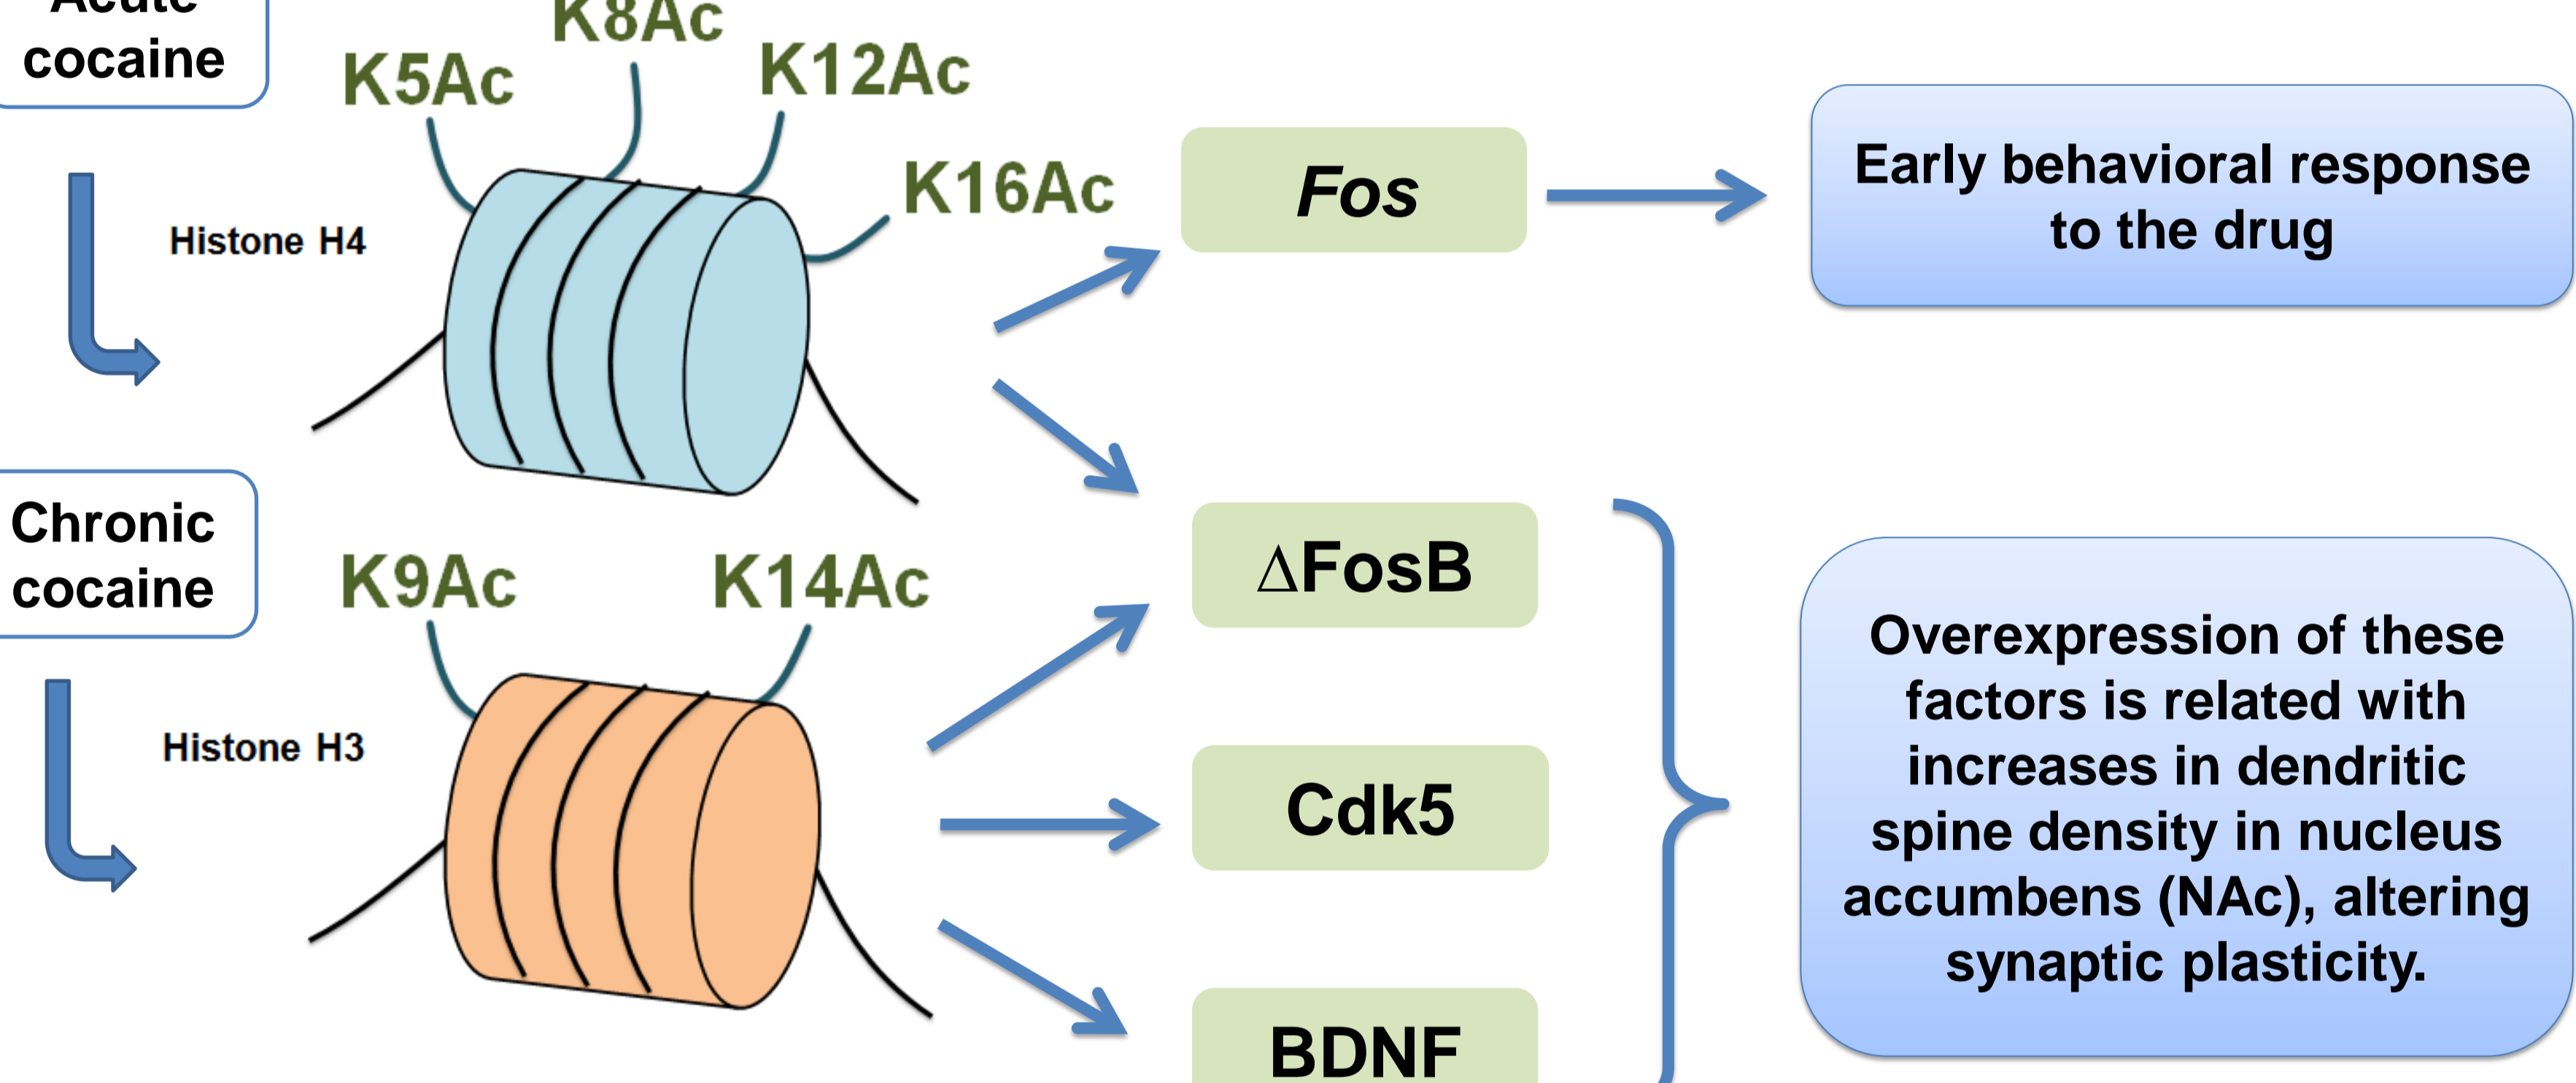 Acute
cocaine
K5Ac
K8Ac
K12Ac
K16Ac
Histone H4
Fos
Early behavioral response
to the drug
Chronic
cocaine
K9Ac
K14Ac
Histone H3
∆FosB
Cdk5
BDNF
Overexpression of these
factors is related with
increases in dendritic
spine density in nucleus
accumbens (NAc), altering
synaptic plasticity.